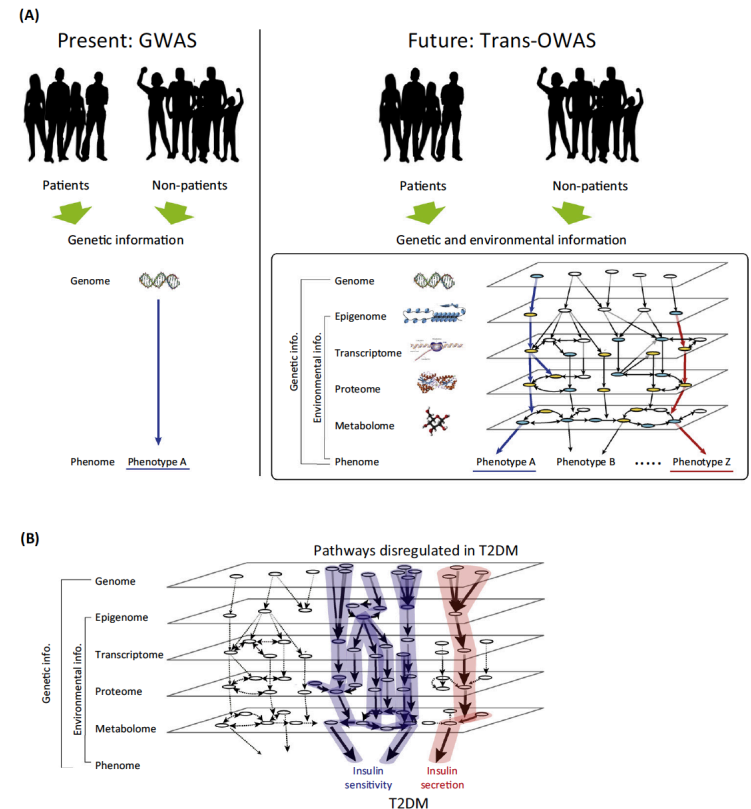 (A)
Present: GWAS
Future: Trans-OWAS
Patients
Non-patients
Patients
Non-patients
Genetic information
Genetic and environmental information
Genome
Phenome
Phenotype A
Genetic info.
Environmental info.
Genome
Epigenome
Transcriptome
Proteome
Metabolome
Phenome
Phenotype A
Phenotype B
.....
Phenotype Z
(B)
Pathways disregulated in T2DM
Genetic info.
Environmental info.
Genome
Epigenome
Transcriptome
Proteome
Metabolome
Phenome
Insulin
sensitivity
Insulin
secretion
T2DM